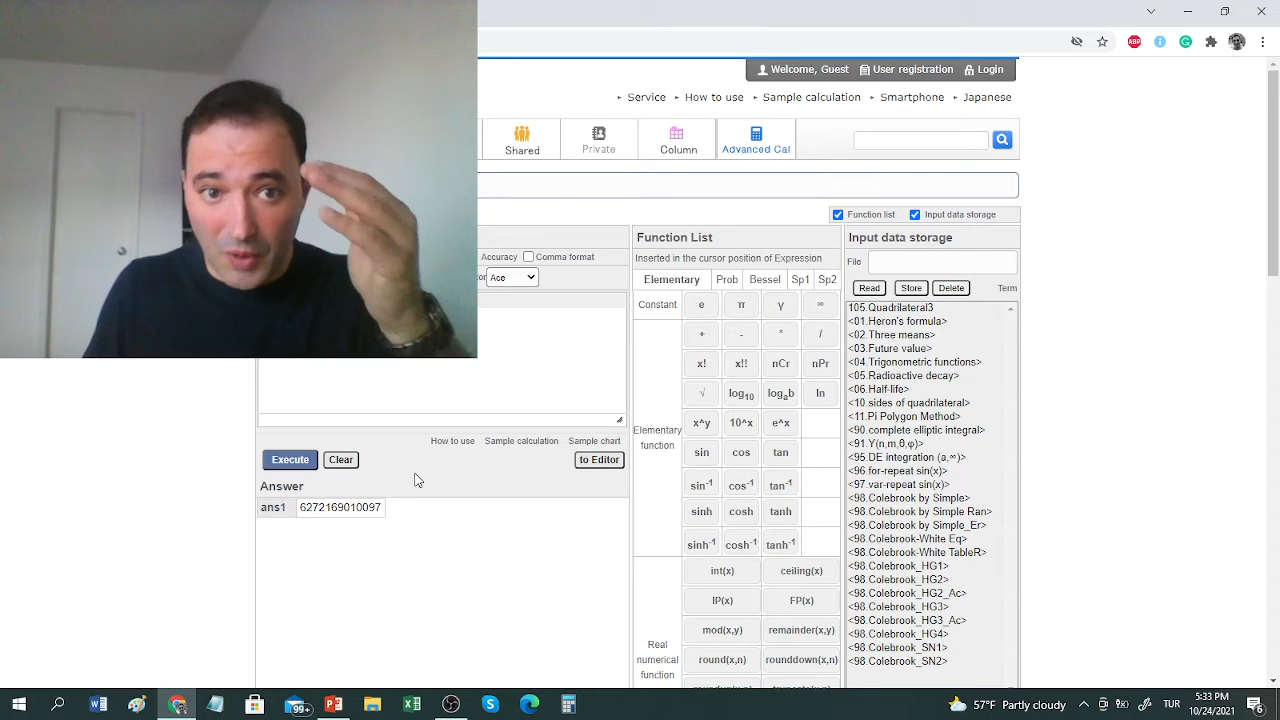 Welcome, Guest User registration Login
Service How to use Sample calculation Smartphone Japanese
Shared Private Column Advanced Cal
Function list Input data storage
Function List Input data storage
Accuracy Comma format Inserted in the cursor position of Expression File
Ace Elementary Prob Bessel Sp1 Sp2 Read Store Delete Term
Constant e π γ ∞
+ - * /
x! x!! nCr nPr
√ log10 logab ln
Elementary function x^y 10^x e^x
sin cos tan
sin-1 cos-1 tan-1
sinh cosh tanh
sinh-1 cosh-1 tanh-1
int(x) ceiling(x)
IP(x) FP(x)
Real numerical function mod(x,y) remainder(x,y)
round(x,n) rounddown(x,n)
105.Quadrilateral3
<01.Heron's formula>
<02.Three means>
<03.Future value>
<04.Trigonometric functions>
<05.Radioactive decay>
<06.Half-life>
<10.sides of quadrilateral>
<11.Pi Polygon Method>
<90.complete elliptic integral>
<91.Y(n,m,θ,φ)>
<95.DE integration (a,∞)>
<96.for-repeat sin(x)>
<97.var-repeat sin(x)>
<98.Colebrook by Simple>
<98.Colebrook by Simple Ran>
<98.Colebrook by Simple_Er>
<98.Colebrook-White Eq>
<98.Colebrook-White TableR>
<98.Colebrook_HG1>
<98.Colebrook_HG2>
<98.Colebrook_HG2_Ac>
<98.Colebrook_HG3>
<98.Colebrook_HG3_Ac>
<98.Colebrook_HG4>
<98.Colebrook_SN1>
<98.Colebrook_SN2>
How to use Sample calculation Sample chart
Execute Clear to Editor
Answer
ans1 6272169010097
99+ 57°F Partly cloudy TUR 5:33 PM
10/24/2021 6
ABP